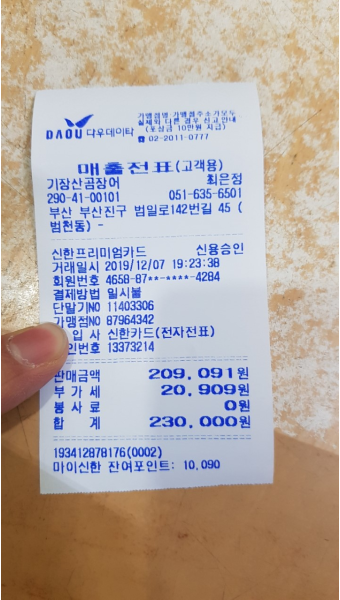 DAOU 다우데이타
가맹점명, 가맹점주소가모두
실제와 다른 경우 신고안내
(포상금 10만원 지급)
☎ 02-2011-0777
매출전표(고객용)
기장산곰장어 최은정
290-41-00101 051-635-6501
부산 부산진구 범일로142번길 45 (
범천동) -
신한프리미엄카드 신용승인
거래일시 2019/12/07 19:23:38
회원번호 4658-87**-****-4284
결제방법 일시불
단말기NO 11403306
가맹점NO 87964342
입 사 신한카드(전자전표)
인번호 13373214
판매금액 209,091원
부 가 세 20,909원
봉 사 료 0원
합 계 230,000원
193412878176(0002)
마이신한 잔여포인트: 10,090